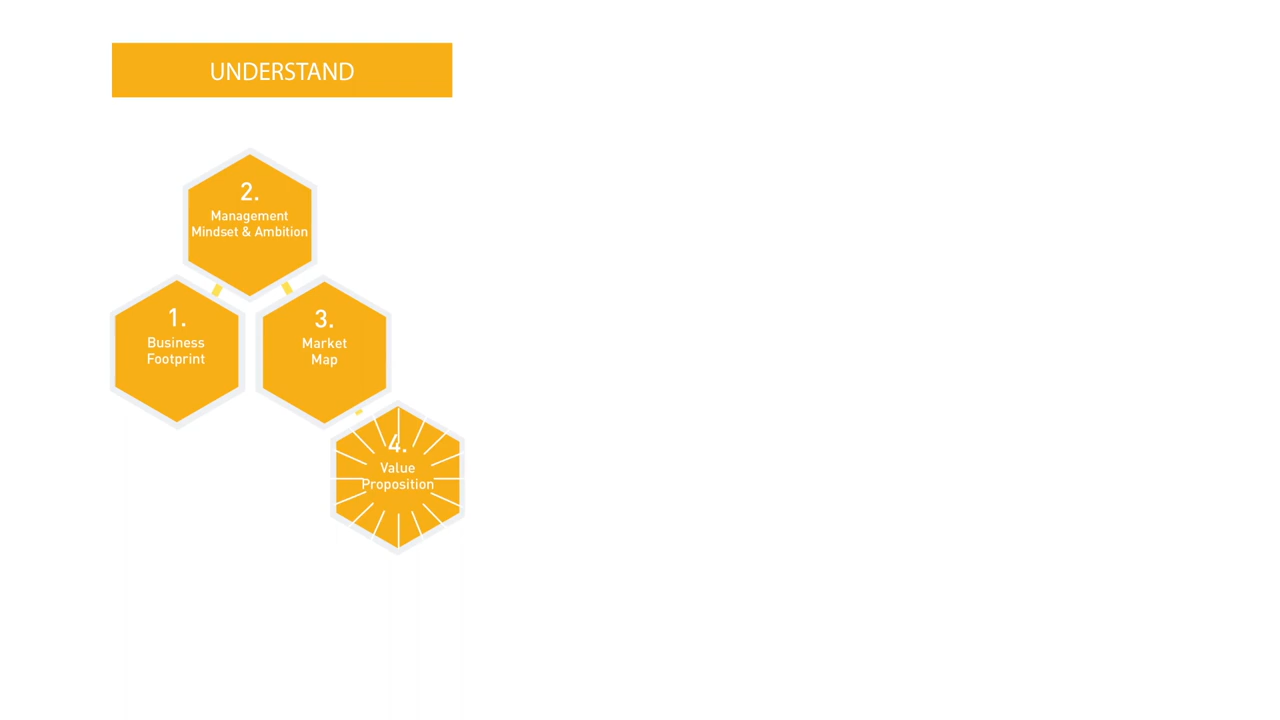 UNDERSTAND
2.
Management
Mindset & Ambition
1.
Business
Footprint
3.
Market
Map
4.
Value
Proposition